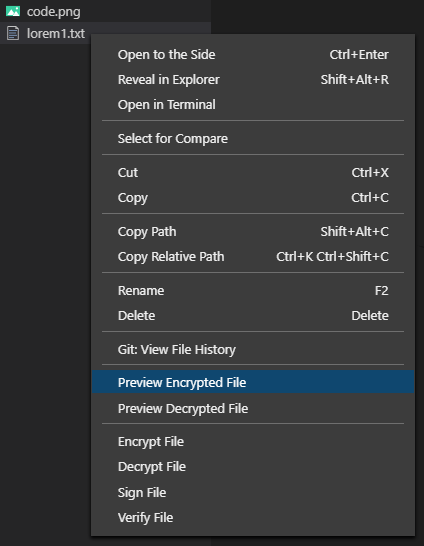 code.png
lorem1.txt
Open to the Side Ctrl+Enter
Reveal in Explorer Shift+Alt+R
Open in Terminal
Select for Compare
Cut Ctrl+X
Copy Ctrl+C
Copy Path Shift+Alt+C
Copy Relative Path Ctrl+K Ctrl+Shift+C
Rename F2
Delete Delete
Git: View File History
Preview Encrypted File
Preview Decrypted File
Encrypt File
Decrypt File
Sign File
Verify File